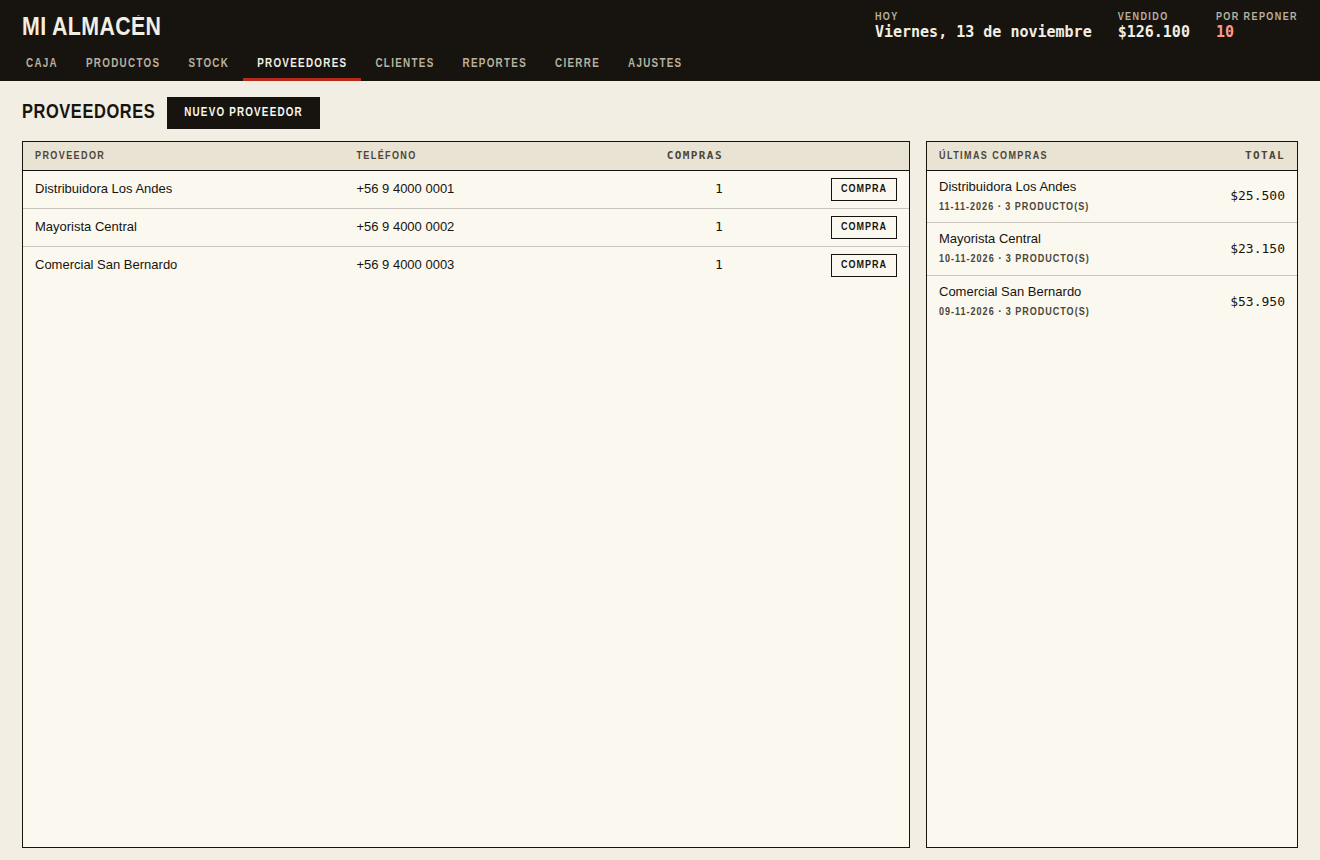 MI ALMACÉN
HOY
Viernes, 13 de noviembre
VENDIDO
$126.100
POR REPONER
10
CAJA PRODUCTOS STOCK PROVEEDORES CLIENTES REPORTES CIERRE AJUSTES
PROVEEDORES NUEVO PROVEEDOR
PROVEEDOR TELÉFONO COMPRAS
Distribuidora Los Andes +56 9 4000 0001 1 COMPRA
Mayorista Central +56 9 4000 0002 1 COMPRA
Comercial San Bernardo +56 9 4000 0003 1 COMPRA
ÚLTIMAS COMPRAS TOTAL
Distribuidora Los Andes
11-11-2026 · 3 PRODUCTO(S)
$25.500
Mayorista Central
10-11-2026 · 3 PRODUCTO(S)
$23.150
Comercial San Bernardo
09-11-2026 · 3 PRODUCTO(S)
$53.950